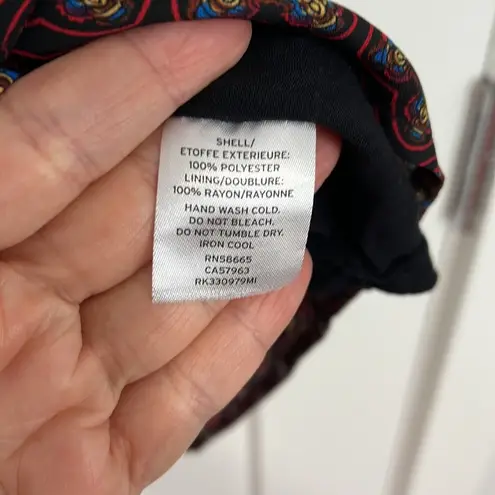 SHELL/
ETOFFE EXTERIEURE:
100% POLYESTER
LINING/DOUBLURE:
100% RAYON/RAYONNE
HAND WASH COLD.
DO NOT BLEACH.
DO NOT TUMBLE DRY.
IRON COOL
RN58665
CA57963
RK330979MI